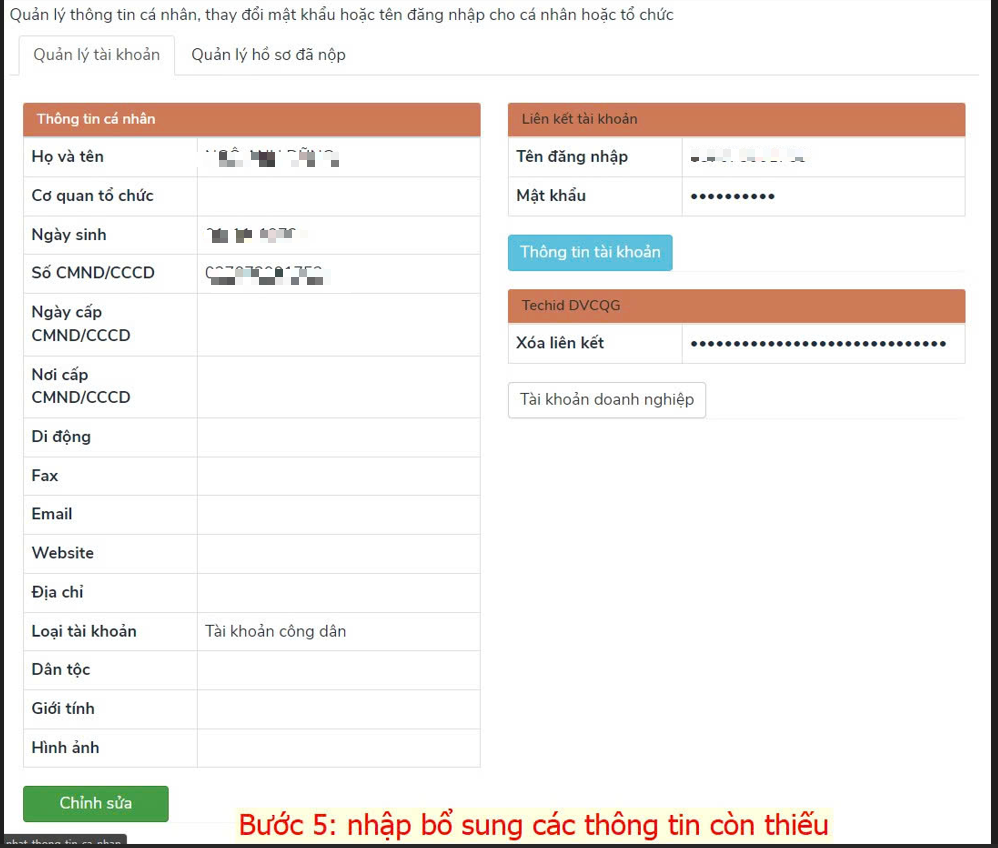 Quản lý thông tin cá nhân, thay đổi mật khẩu hoặc tên đăng nhập cho cá nhân hoặc tổ chức
Quản lý tài khoản
Quản lý hồ sơ đã nộp
Thông tin cá nhân
Họ và tên
Cơ quan tổ chức
Ngày sinh
Số CMND/CCCD
Ngày cấp
CMND/CCCD
Nơi cấp
CMND/CCCD
Di động
Fax
Email
Website
Địa chỉ
Loại tài khoản Tài khoản công dân
Dân tộc
Giới tính
Hình ảnh
Chỉnh sửa
Liên kết tài khoản
Tên đăng nhập
Mật khẩu ••••••••••
Thông tin tài khoản
Techid DVCQG
Xóa liên kết ••••••••••••••••••••••••••••••
Tài khoản doanh nghiệp
Bước 5: nhập bổ sung các thông tin còn thiếu